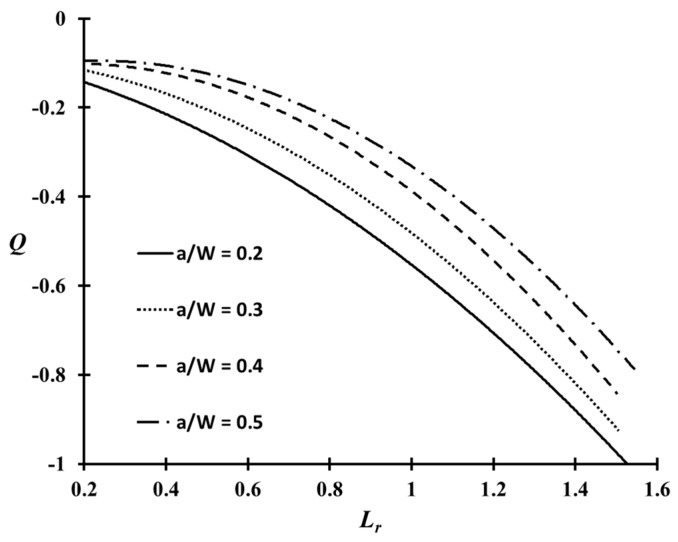 0
-0.2
-0.4
Q
a/W = 0.2
-0.6
a/W = 0.3
a/W = 0.4
-0.8
a/W = 0.5
-1
0.2 0.4 0.6 0.8 1 1.2 1.4 1.6
Lr